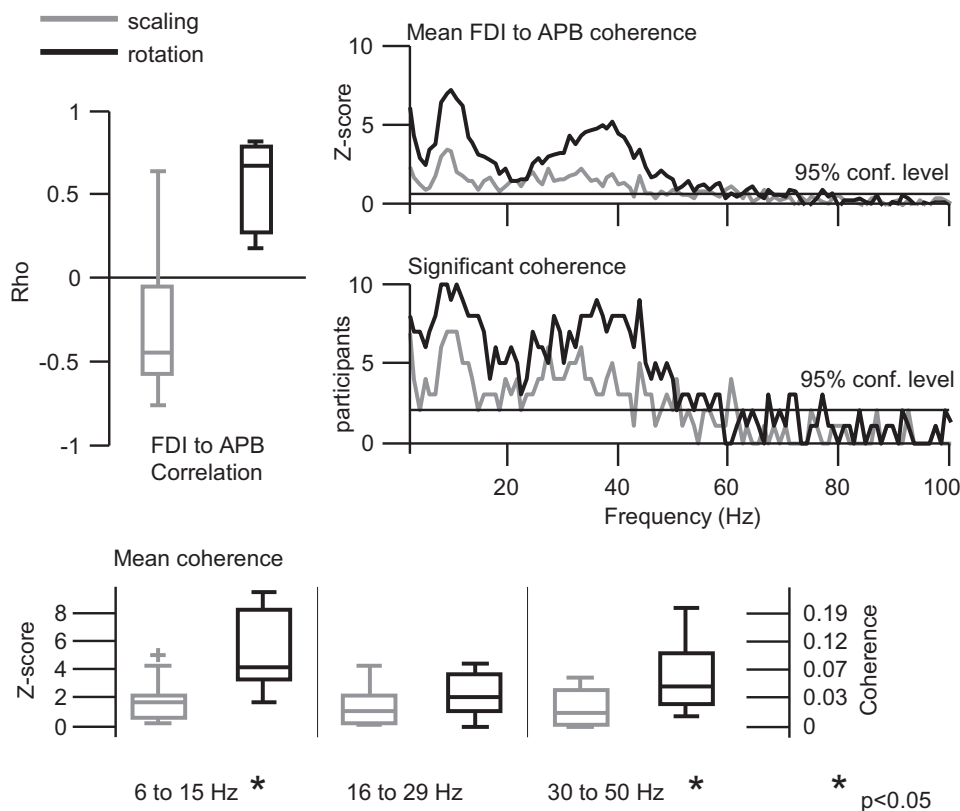 scaling
rotation
Mean FDI to APB coherence
10
5
0
Z-score
95% conf. level
1
0.5
0
-0.5
-1
Rho
FDI to APB
Correlation
Significant coherence
10
5
0
participants
95% conf. level
20 40 60 80 100
Frequency (Hz)
Mean coherence
8
6
4
2
0
Z-score
0.19
0.12
0.07
0.03
0
Coherence
6 to 15 Hz *
16 to 29 Hz
30 to 50 Hz *
* p<0.05